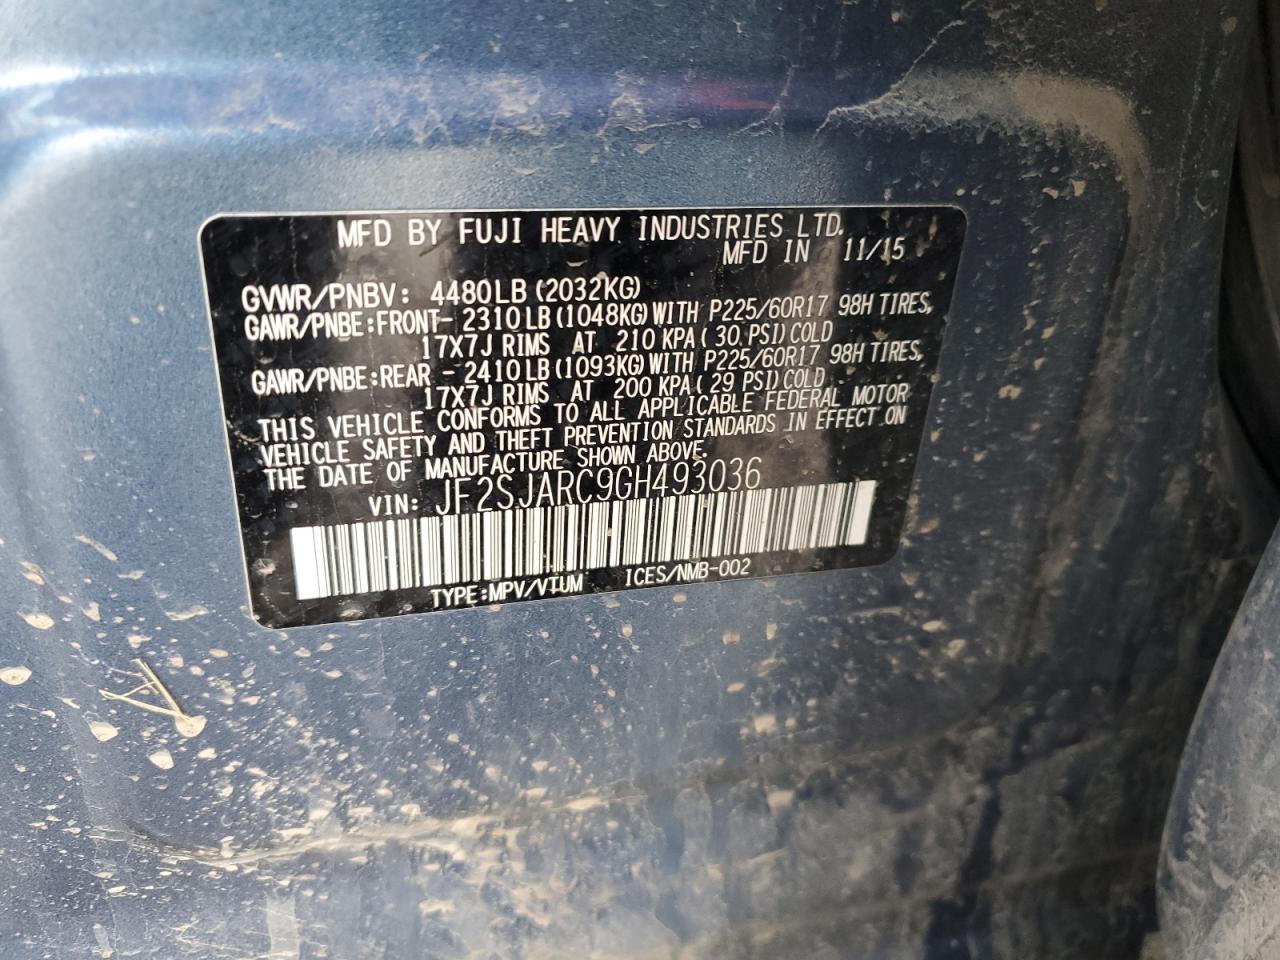 MFD BY FUJI HEAVY INDUSTRIES LTD.
MFD IN 11/15
GVWR/PNBV: 4480LB(2032KG)
GAWR/PNBE:FRONT- 2310LB(1048KG)WITH P225/60R17 98H TIRES,
17X7J RIMS AT 210 KPA( 30 PSI)COLD
GAWR/PNBE:REAR - 2410LB(1093KG)WITH P225/60R17 98H TIRES,
17X7J RIMS AT 200 KPA( 29 PSI)COLD.
THIS VEHICLE CONFORMS TO ALL APPLICABLE FEDERAL MOTOR
VEHICLE SAFETY AND THEFT PREVENTION STANDARDS IN EFFECT ON
THE DATE OF MANUFACTURE SHOWN ABOVE.
VIN: JF2SJARC9GH493036
TYPE:MPV/VTUM ICES/NMB-002